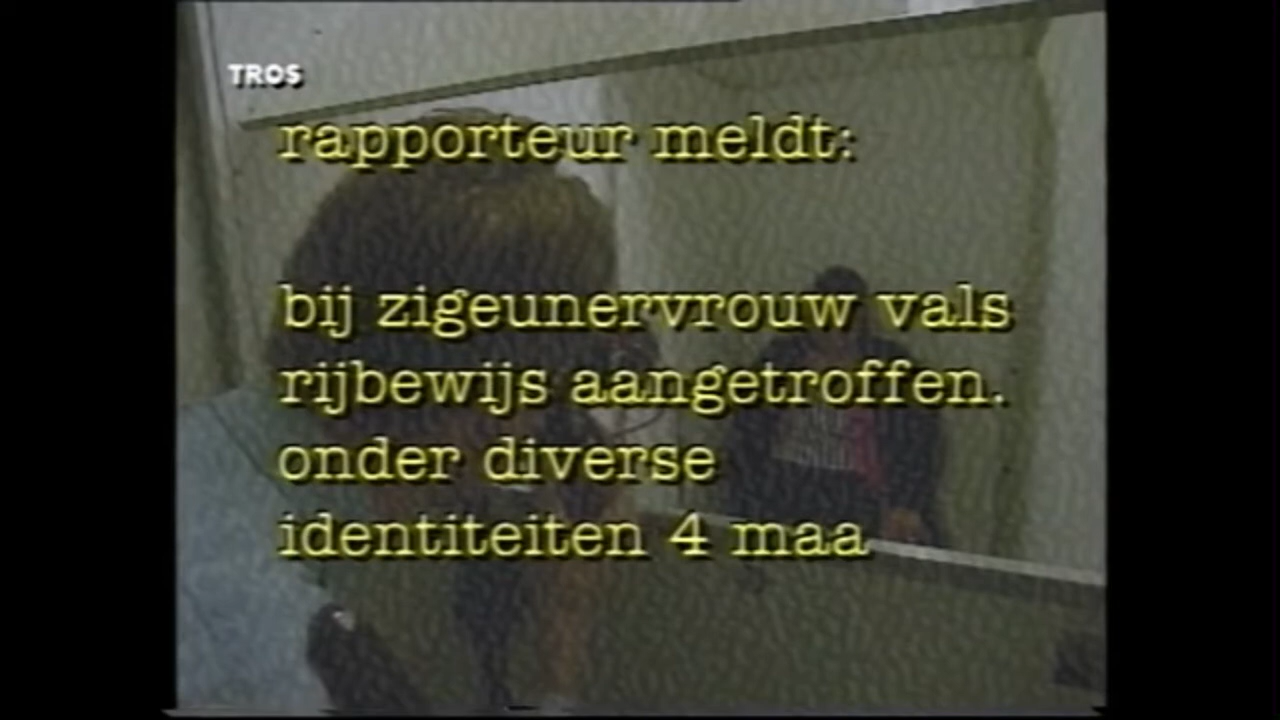 TROS
rapporteur meldt:
bij zigeunervrouw vals
rijbewijs aangetroffen.
onder diverse
identiteiten 4 maa